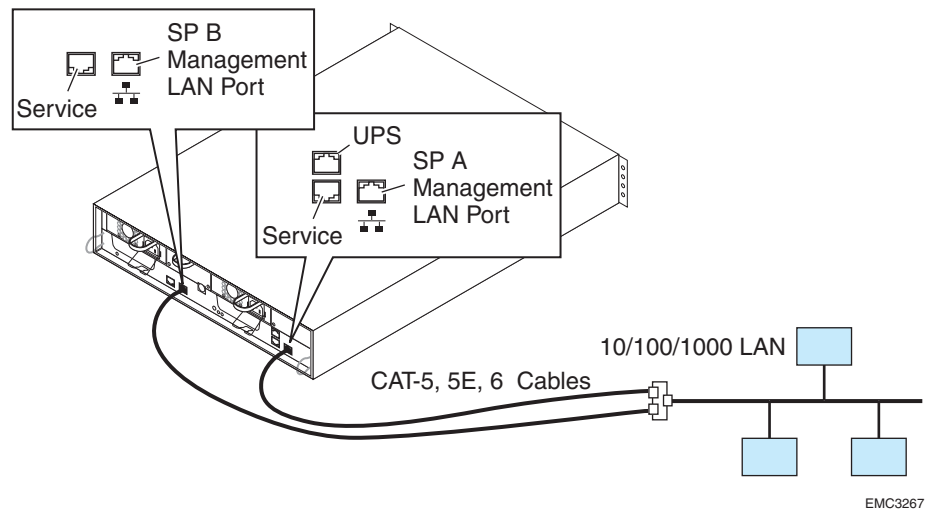 SP B
Management
LAN Port
Service
UPS
SP A
Management
LAN Port
Service
10/100/1000 LAN
CAT-5, 5E, 6 Cables
EMC3267